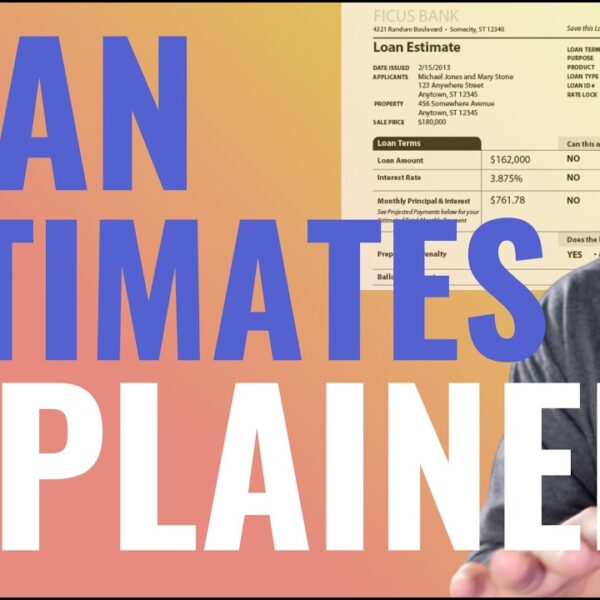 AN
TIMATES
PLAINE
FICUS BANK
4321 Random Boulevard • Somecity, ST 12340
Save this Lo
Loan Estimate
DATE ISSUED 2/15/2013
APPLICANTS Michael Jones and Mary Stone
123 Anywhere Street
Anytown, ST 12345
PROPERTY 456 Somewhere Avenue
Anytown, ST 12345
SALE PRICE $180,000
LOAN TERM
PURPOSE
PRODUCT
LOAN TYPE
LOAN ID #
RATE LOCK
Loan Terms Can this a
Loan Amount $162,000 NO
Interest Rate 3.875% NO
Monthly Principal & Interest $761.78 NO
See Projected Payments below for your
Does the l
Prep enalty YES •
Ballo